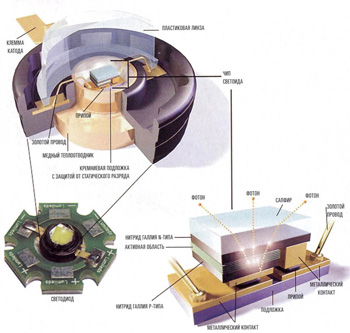 ПЛАСТИКОВАЯ ЛИНЗА
КЛЕММА
КАТОДА
ЧИП
СВЕТОИДА
ПРИПОЙ
ЗОЛОТОЙ ПРОВОД
МЕДНЫЙ ТЕПЛООТВОДНИК
КРЕМНИЕВАЯ ПОДЛОЖКА
С ЗАЩИТОЙ ОТ СТАТИЧЕСКОГО РАЗРЯДА
ФОТОН
ФОТОН
ФОТОН
САПФИР
ЗОЛОТОЙ
ПРОВОД
НИТРИД ГАЛЛИЯ N-ТИПА
АКТИВНАЯ ОБЛАСТЬ
НИТРИД ГАЛЛИЯ P-ТИПА
МЕТАЛЛИЧЕСКИЙ
КОНТАКТ
ПРИПОЙ
ПОДЛОЖКА
МЕТАЛЛИЧЕСКИЙ КОНТАКТ
СВЕТОДИОД